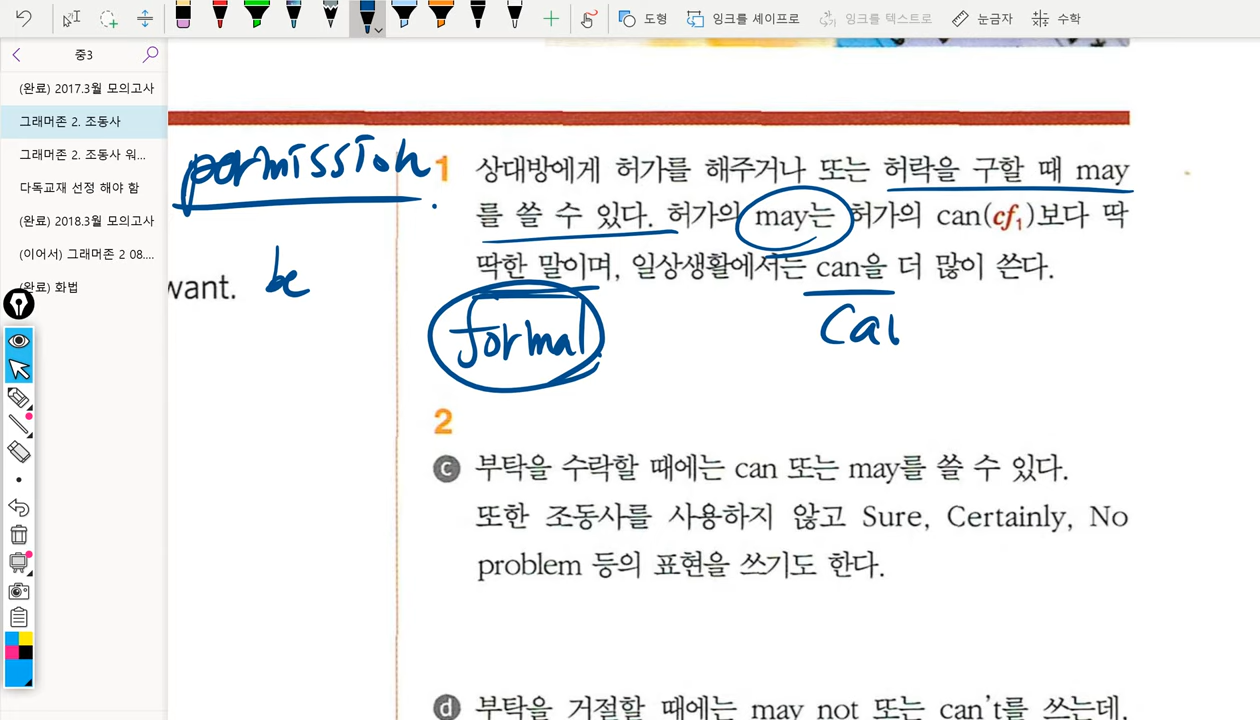 도형
잉크를 셰이프로
잉크를 텍스트로
눈금자
수학
중3
(완료) 2017.3월 모의고사
그래머존 2. 조동사
그래머존 2. 조동사 워...
다독교재 선정 해야 함
(완료) 2018.3월 모의고사
(이어서) 그래머존 2 08....
(완료) 화법
permission.
be
want.
1 상대방에게 허가를 해주거나 또는 허락을 구할 때 may
를 쓸 수 있다. 허가의 may는 허가의 can(cf₁)보다 딱
딱한 말이며, 일상생활에서는 can을 더 많이 쓴다.
formal
Ca
2
c 부탁을 수락할 때에는 can 또는 may를 쓸 수 있다.
또한 조동사를 사용하지 않고 Sure, Certainly, No
problem 등의 표현을 쓰기도 한다.
d 부탁을 거절할 때에는 may not 또는 can't를 쓰는데,